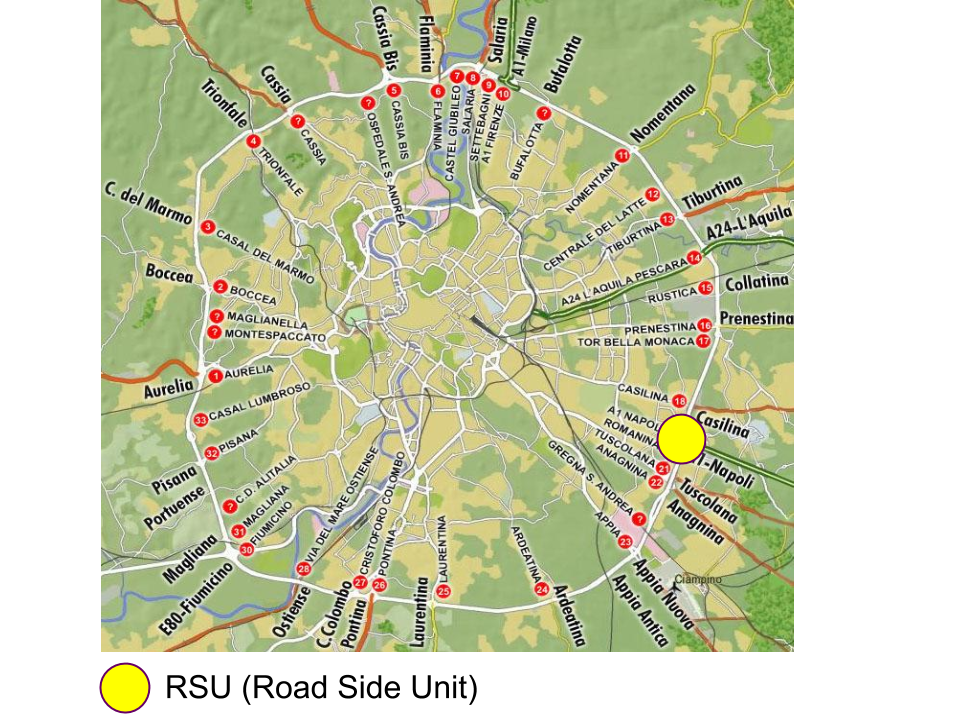 Cassia Bis
Flaminia
Salaria
A1-Milano
Bufalotta
Cassia
Trionfale
Nomentana
7
8
9
10
6
5
?
?
?
4
11
OSPEDALE S. ANDREA
CASSIA BIS
FLAMINIA
CASTEL GIUBILEO
SALARIA
SETTEBAGNI
A1 FIRENZE
BUFALOTTA
CASSIA
TRIONFALE
NOMENTANA
C. del Marmo
Tiburtina
12
CENTRALE DEL LATTE
13
TIBURTINA
A24-L'Aquila
3
CASAL DEL MARMO
14
A24 L'AQUILA PESCARA
Boccea
2 BOCCEA
RUSTICA 15
Collatina
? MAGLIANELLA
? MONTESPACCATO
PRENESTINA 16
Prenestina
TOR BELLA MONACA 17
Aurelia
1 AURELIA
CASILINA 18
33 CASAL LUMBROSO
Casilina
A1 NAPOL
ROMANINA
TUSCOLANA 21
ANAGNINA 22
1-Napoli
32 PISANA
Pisana
Portuense
Tuscolana
Anagnina
? C.D. ALITALIA
31 MAGLIANA
30 FIUMICINO
GREGNA S. ANDREA ?
APPIA 23
Magliana
E80-Fiumicino
28 VIA DEL MARE OSTIENSE
27 CRISTOFORO COLOMBO
26 PONTINA
25 LAURENTINA
24 ARDEATINA
Ciampino
Ostiense
C.Colombo
Pontina
Laurentina
Ardeatina
Appia Antica
Appia Nuova
RSU (Road Side Unit)